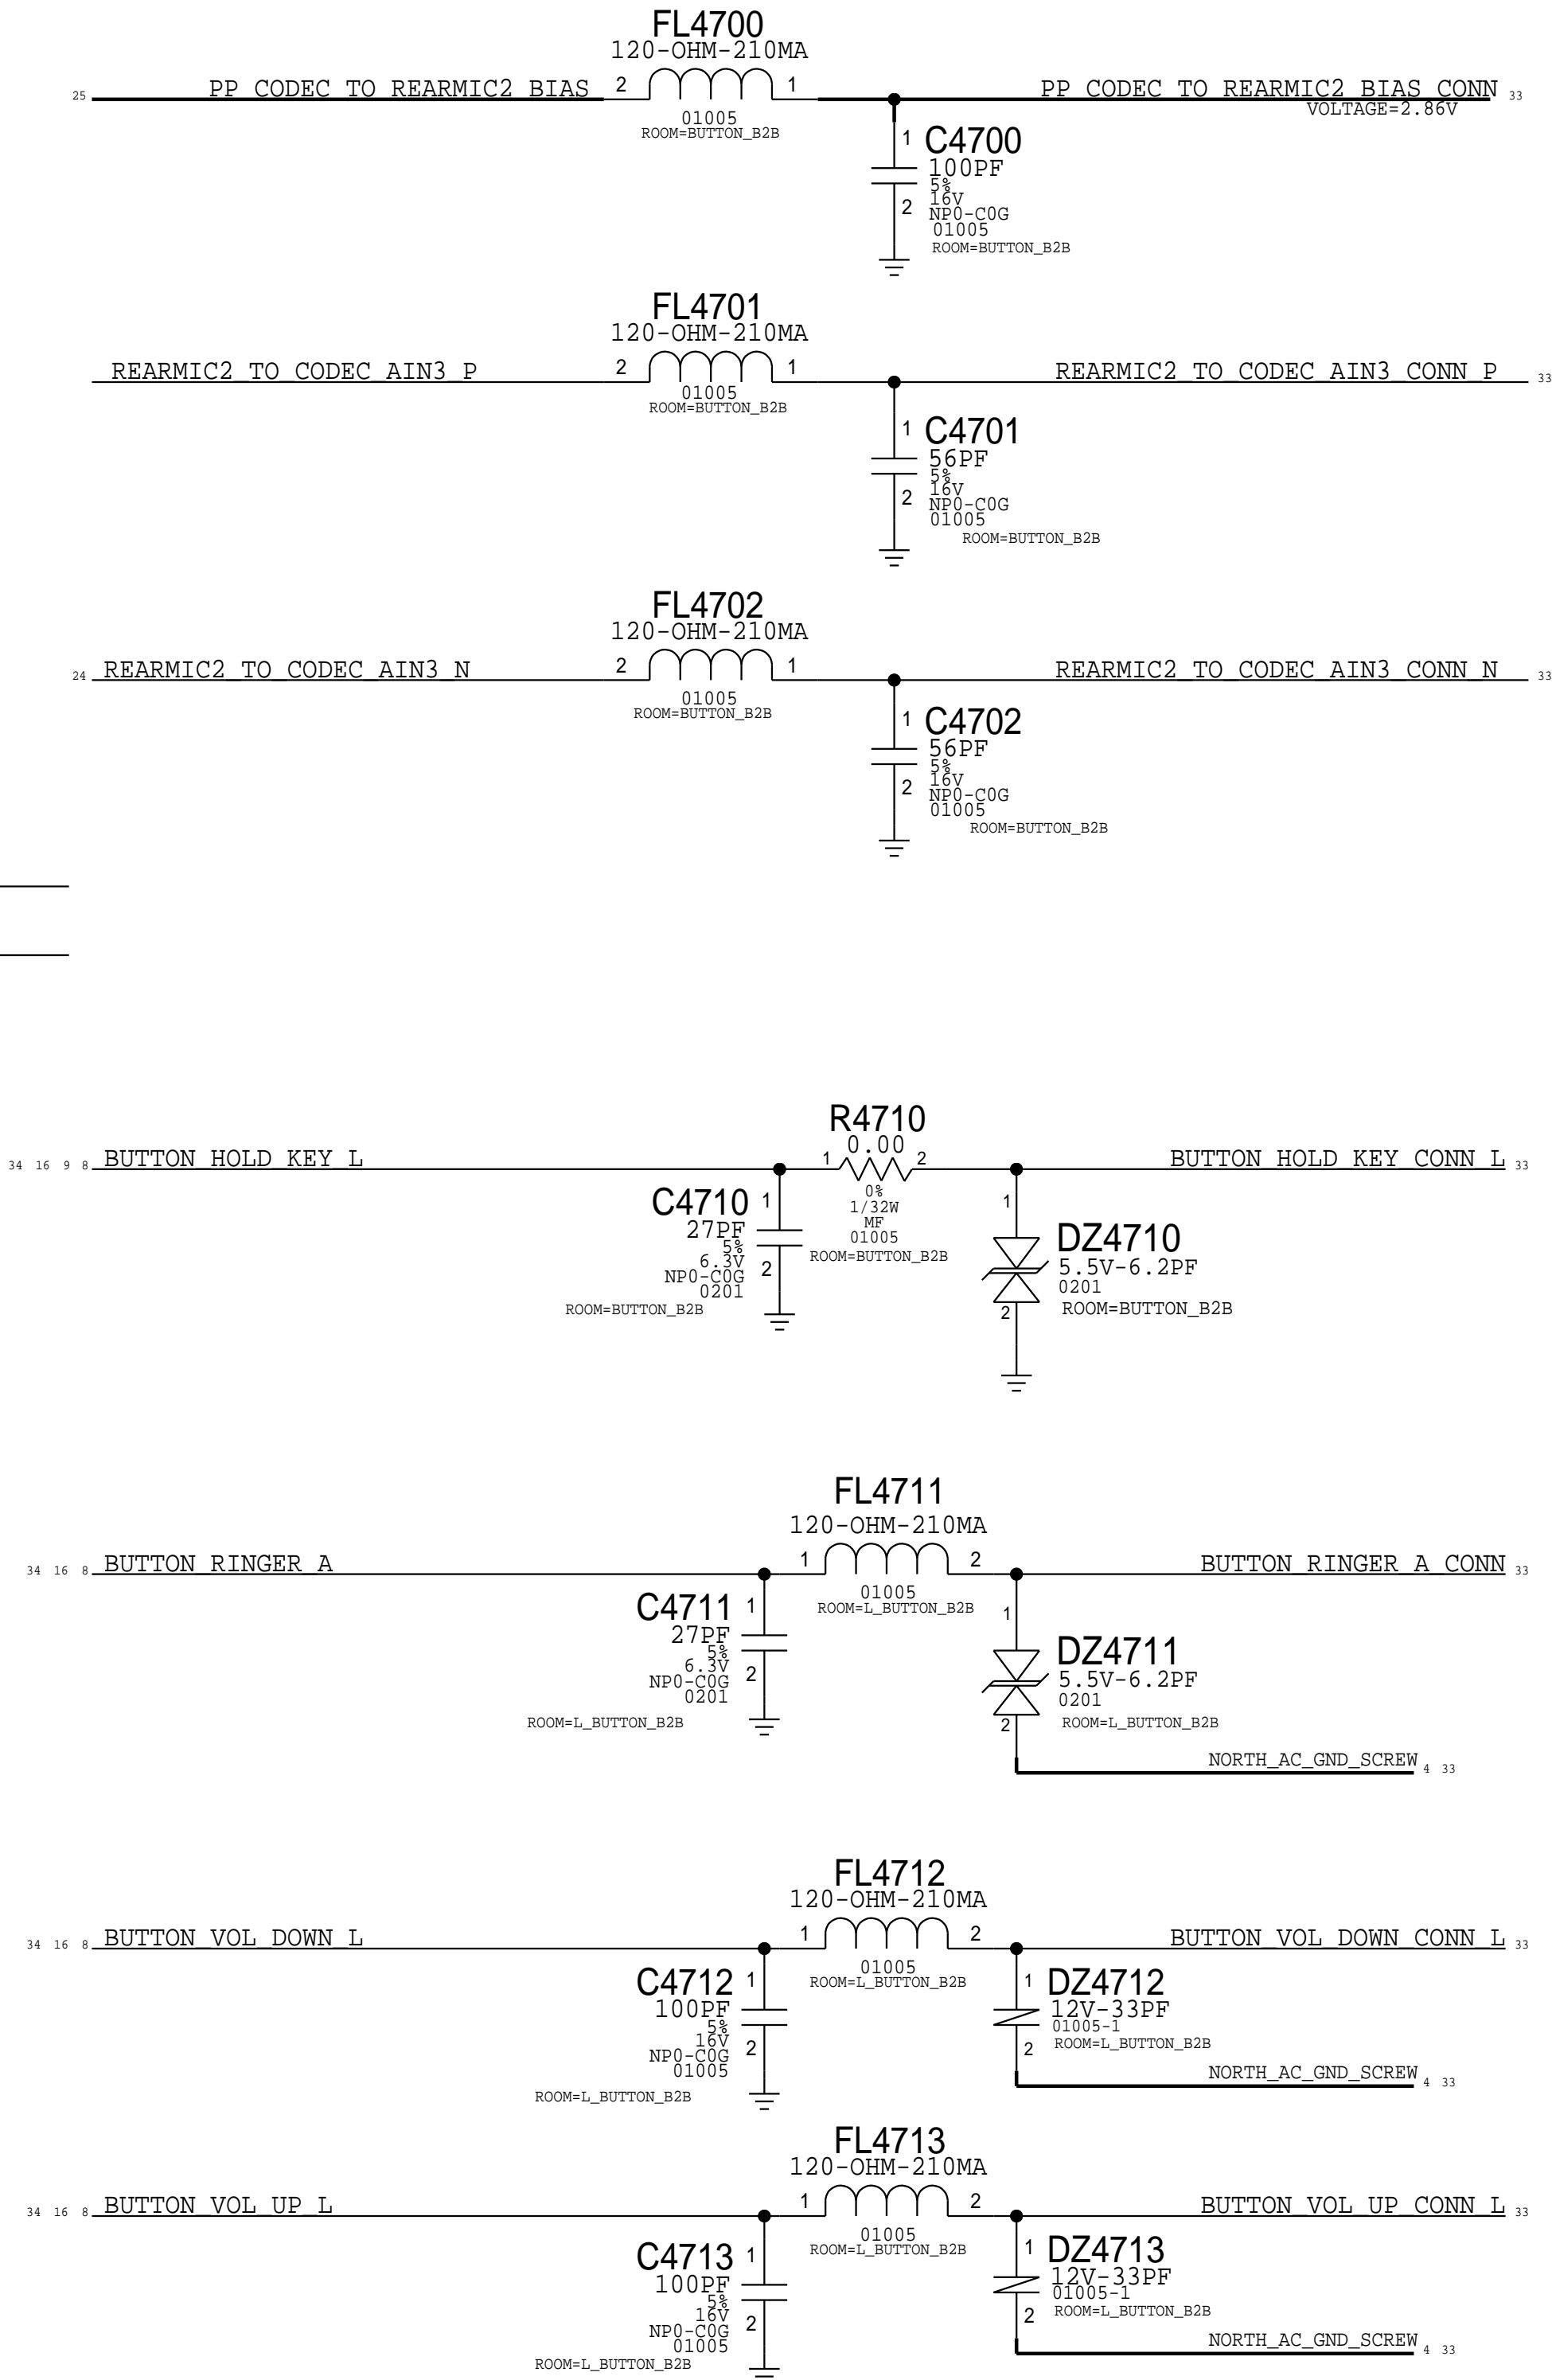 FL4700
120-OHM-210MA
25 PP_CODEC_TO_REARMIC2_BIAS 2 1 PP_CODEC_TO_REARMIC2_BIAS_CONN 33
VOLTAGE=2.86V
01005
ROOM=BUTTON_B2B
1 C4700
100PF
5%
16V
2 NP0-C0G
01005
ROOM=BUTTON_B2B
FL4701
120-OHM-210MA
REARMIC2_TO_CODEC_AIN3_P 2 1 REARMIC2_TO_CODEC_AIN3_CONN_P 33
01005
ROOM=BUTTON_B2B
1 C4701
56PF
5%
16V
2 NP0-C0G
01005
ROOM=BUTTON_B2B
FL4702
120-OHM-210MA
24 REARMIC2_TO_CODEC_AIN3_N 2 1 REARMIC2_TO_CODEC_AIN3_CONN_N 33
01005
ROOM=BUTTON_B2B
1 C4702
56PF
5%
16V
2 NP0-C0G
01005
ROOM=BUTTON_B2B
R4710
0.00
34 16 9 8 BUTTON_HOLD_KEY_L 1 2 BUTTON_HOLD_KEY_CONN_L 33
0%
1/32W
MF
01005
ROOM=BUTTON_B2B
C4710 1
27PF
5%
6.3V
NP0-C0G 2
0201
ROOM=BUTTON_B2B
1
DZ4710
5.5V-6.2PF
0201
ROOM=BUTTON_B2B
2
FL4711
120-OHM-210MA
34 16 8 BUTTON_RINGER_A 1 2 BUTTON_RINGER_A_CONN 33
01005
ROOM=L_BUTTON_B2B
C4711 1
27PF
5%
6.3V
NP0-C0G 2
0201
ROOM=L_BUTTON_B2B
1
DZ4711
5.5V-6.2PF
0201
ROOM=L_BUTTON_B2B
2
NORTH_AC_GND_SCREW 4 33
FL4712
120-OHM-210MA
34 16 8 BUTTON_VOL_DOWN_L 1 2 BUTTON_VOL_DOWN_CONN_L 33
01005
ROOM=L_BUTTON_B2B
C4712 1
100PF
5%
16V
NP0-C0G 2
01005
ROOM=L_BUTTON_B2B
1 DZ4712
12V-33PF
01005-1
2 ROOM=L_BUTTON_B2B
NORTH_AC_GND_SCREW 4 33
FL4713
120-OHM-210MA
34 16 8 BUTTON_VOL_UP_L 1 2 BUTTON_VOL_UP_CONN_L 33
01005
ROOM=L_BUTTON_B2B
C4713 1
100PF
5%
16V
NP0-C0G 2
01005
ROOM=L_BUTTON_B2B
1 DZ4713
12V-33PF
01005-1
2 ROOM=L_BUTTON_B2B
NORTH_AC_GND_SCREW 4 33